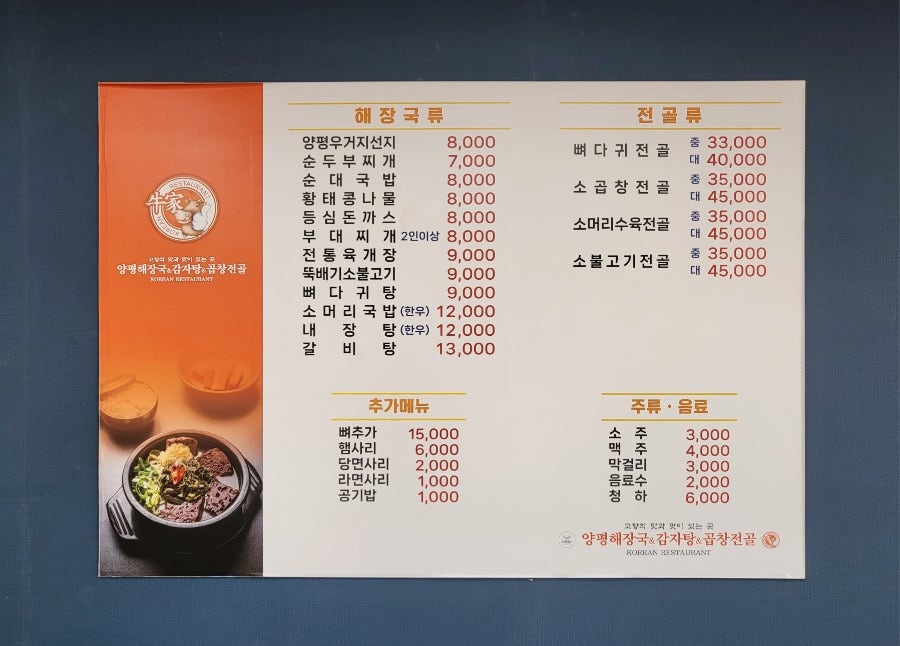 RESTAURANT
牛家
KOREAN
고향의 맛과 멋이 있는 곳
양평해장국&감자탕&곱창전골
KOREAN RESTAURANT
해장국류
양평우거지선지 8,000
순두부찌개 7,000
순대국밥 8,000
황태콩나물 8,000
등심돈까스 8,000
부대찌개 2인이상 8,000
전통육개장 9,000
뚝배기소불고기 9,000
뼈다귀탕 9,000
소머리국밥 (한우) 12,000
내장탕 (한우) 12,000
갈비탕 13,000
전골류
뼈다귀전골 중 33,000
대 40,000
소곱창전골 중 35,000
대 45,000
소머리수육전골 중 35,000
대 45,000
소불고기전골 중 35,000
대 45,000
추가메뉴
뼈추가 15,000
햄사리 6,000
당면사리 2,000
라면사리 1,000
공기밥 1,000
주류·음료
소주 3,000
맥주 4,000
막걸리 3,000
음료수 2,000
청하 6,000
고향의 맛과 멋이 있는 곳
양평해장국&감자탕&곱창전골
KOREAN RESTAURANT